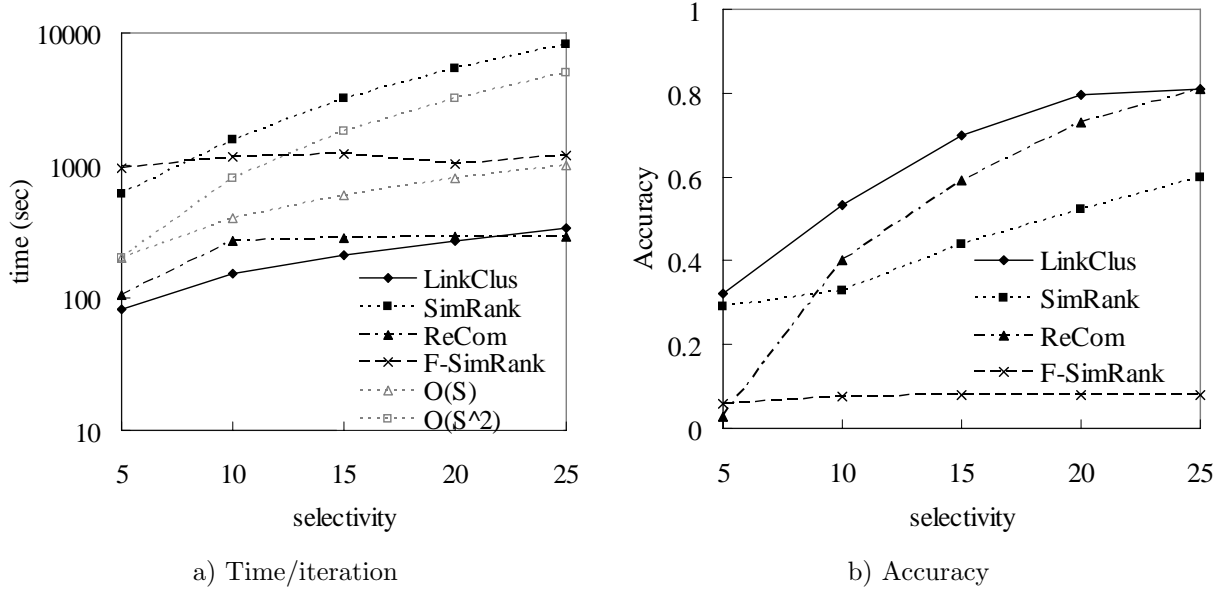 10000
1000
100
10
time (sec)
LinkClus
SimRank
ReCom
F-SimRank
O(S)
O(S^2)
5 10 15 20 25
selectivity
a) Time/iteration
1
0.8
0.6
0.4
0.2
0
Accuracy
LinkClus
SimRank
ReCom
F-SimRank
5 10 15 20 25
selectivity
b) Accuracy